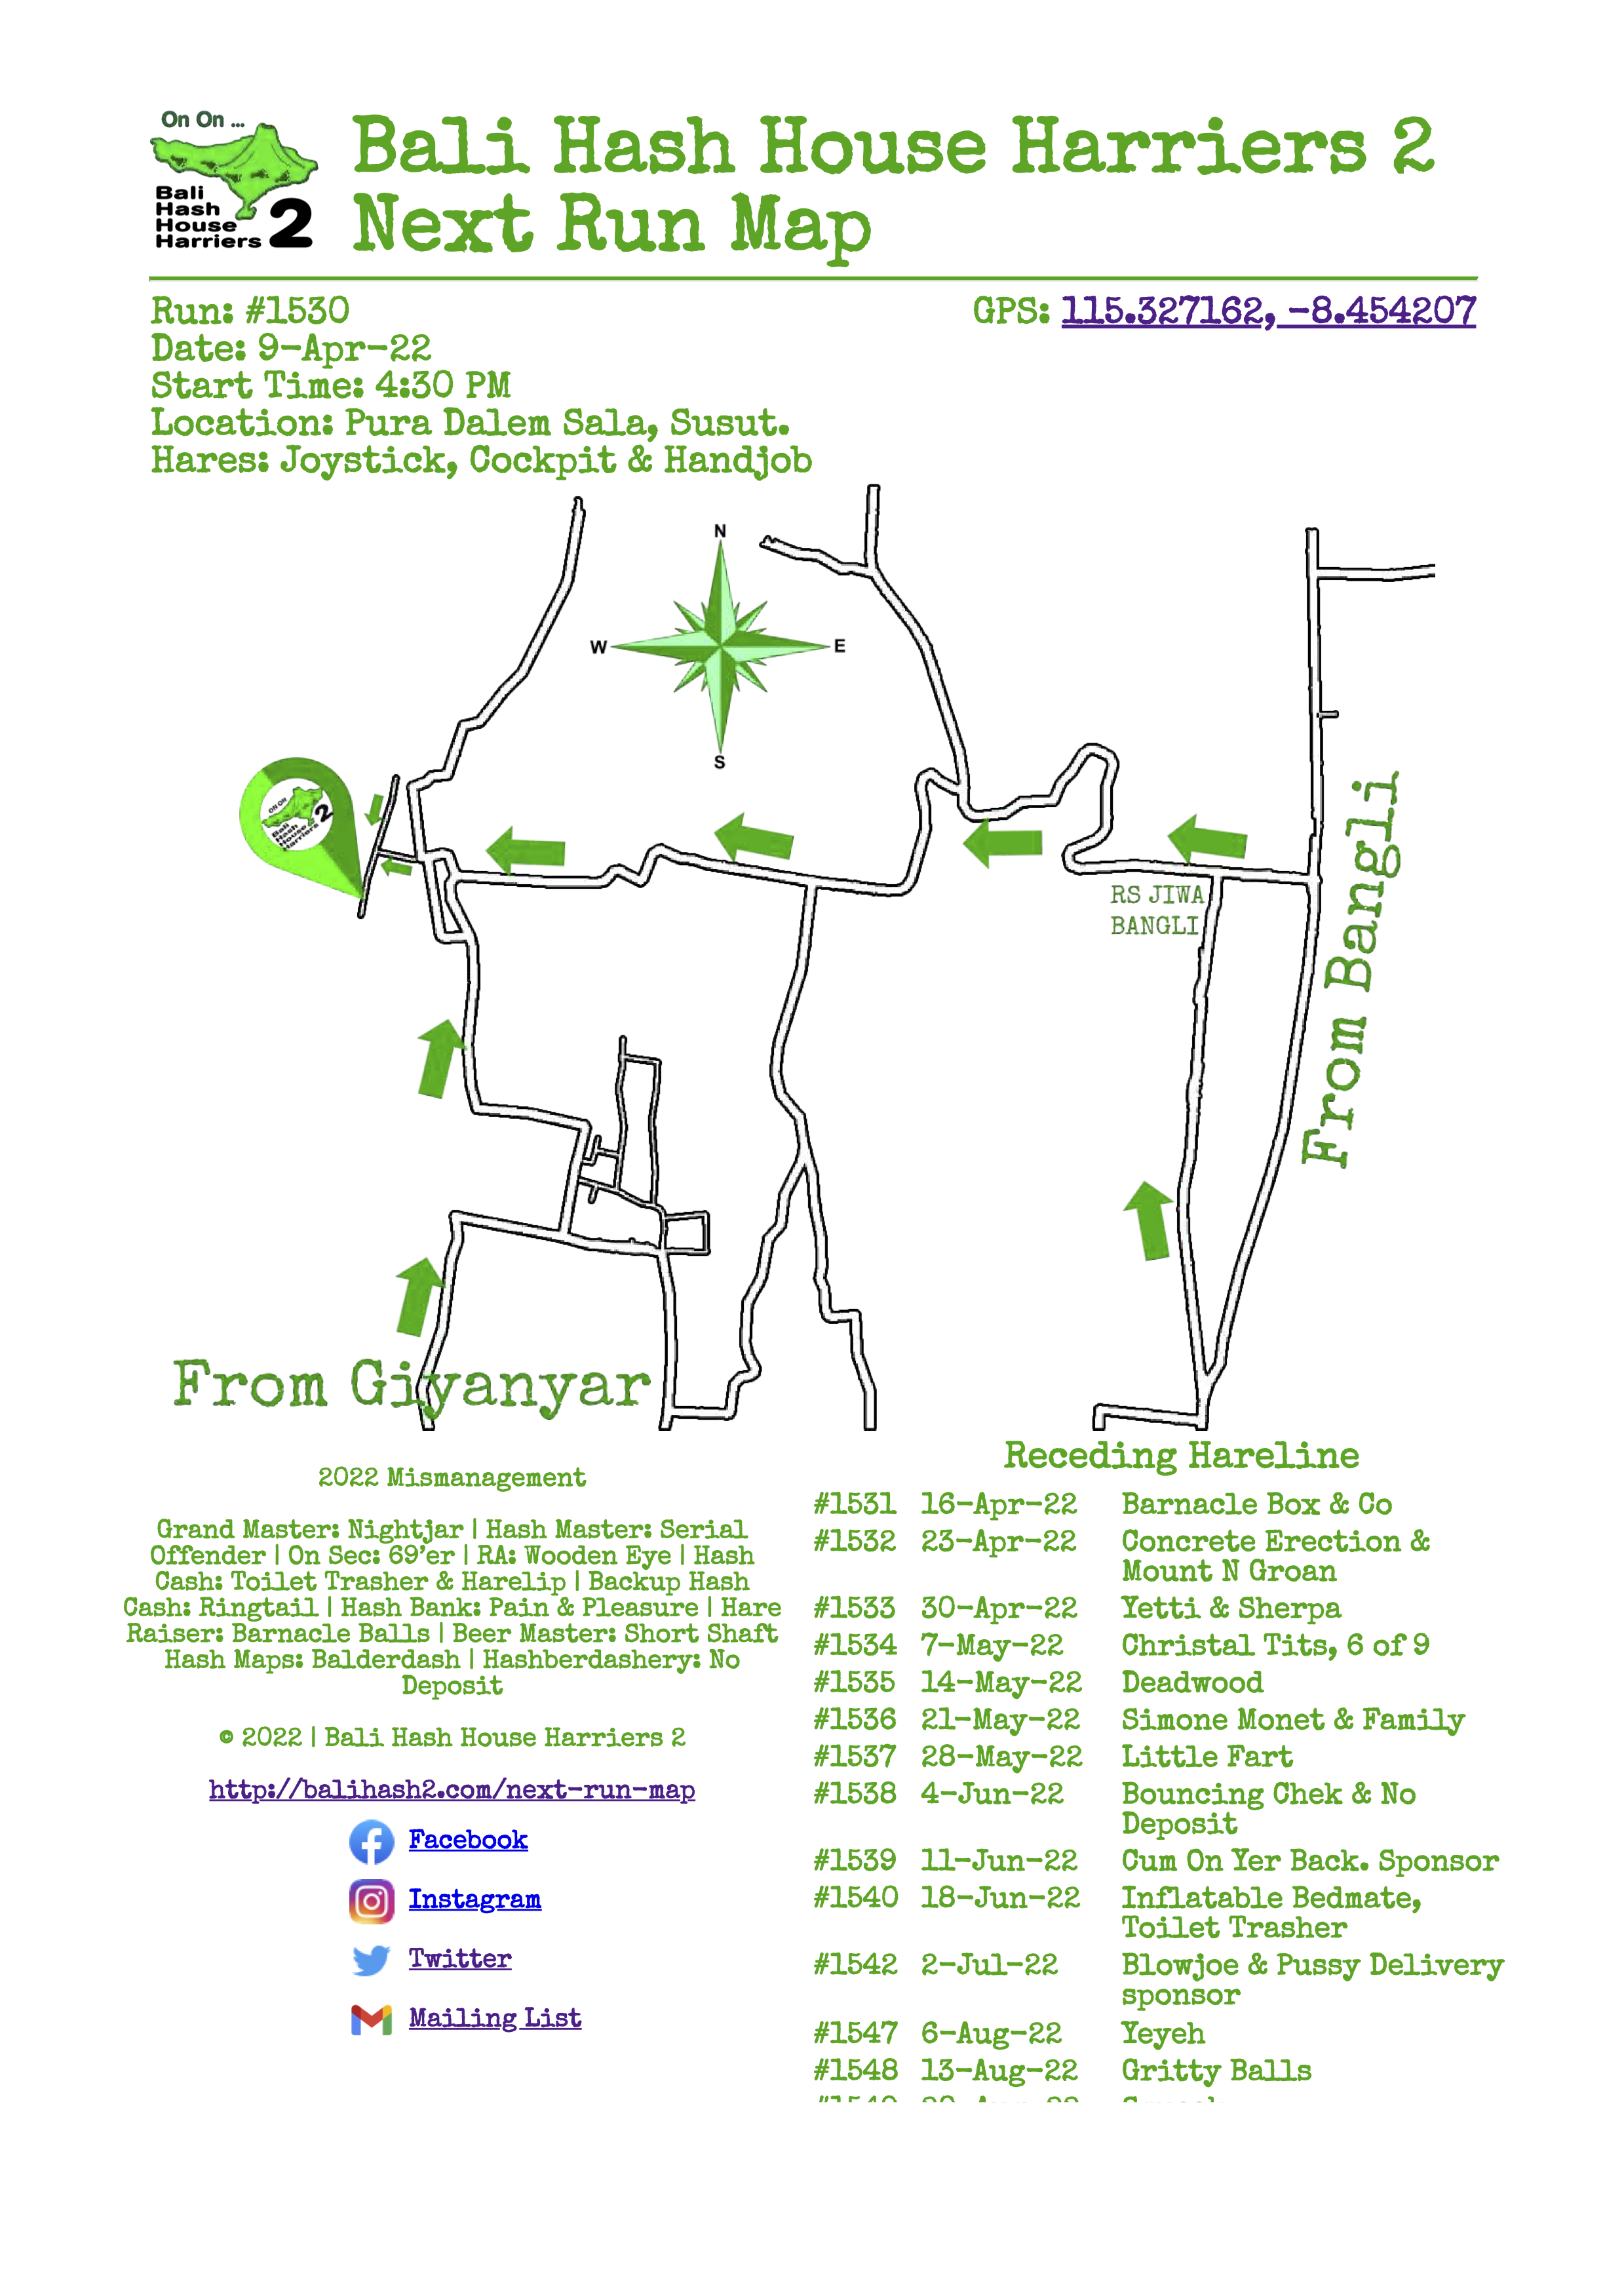 On On ...
Bali
Hash
House
Harriers 2
Bali Hash House Harriers 2
Next Run Map
Run: #1530
GPS: 115.327162, -8.454207
Date: 9-Apr-22
Start Time: 4:30 PM
Location: Pura Dalem Sala, Susut.
Hares: Joystick, Cockpit & Handjob
N
W
E
S
ON ON
Bali
Hash
House
Harriers 2
RS JIWA
BANGLI
From Bangli
From Giyanyar
2022 Mismanagement
Grand Master: Nightjar | Hash Master: Serial
Offender | On Sec: 69’er | RA: Wooden Eye | Hash
Cash: Toilet Trasher & Harelip | Backup Hash
Cash: Ringtail | Hash Bank: Pain & Pleasure | Hare
Raiser: Barnacle Balls | Beer Master: Short Shaft
Hash Maps: Balderdash | Hashberdashery: No
Deposit
© 2022 | Bali Hash House Harriers 2
http://balihash2.com/next-run-map
Facebook
Instagram
Twitter
Mailing List
Receding Hareline
#1531 16-Apr-22 Barnacle Box & Co
#1532 23-Apr-22 Concrete Erection &
Mount N Groan
#1533 30-Apr-22 Yetti & Sherpa
#1534 7-May-22 Christal Tits, 6 of 9
#1535 14-May-22 Deadwood
#1536 21-May-22 Simone Monet & Family
#1537 28-May-22 Little Fart
#1538 4-Jun-22 Bouncing Chek & No
Deposit
#1539 11-Jun-22 Cum On Yer Back. Sponsor
#1540 18-Jun-22 Inflatable Bedmate,
Toilet Trasher
#1542 2-Jul-22 Blowjoe & Pussy Delivery
sponsor
#1547 6-Aug-22 Yeyeh
#1548 13-Aug-22 Gritty Balls